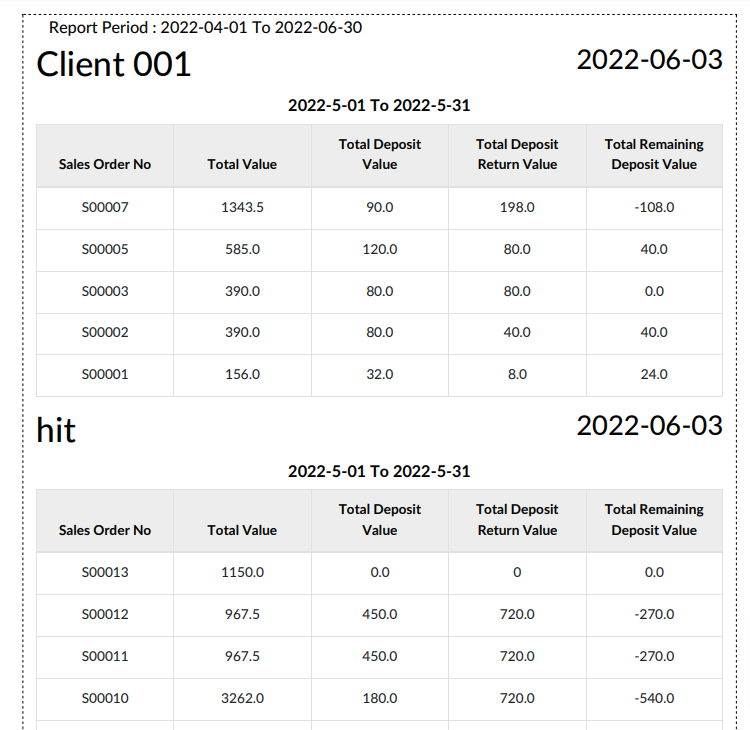 Report Period : 2022-04-01 To 2022-06-30
Client 001 2022-06-03
2022-5-01 To 2022-5-31
Sales Order No Total Value Total Deposit Value Total Deposit Return Value Total Remaining Deposit Value
S00007 1343.5 90.0 198.0 -108.0
S00005 585.0 120.0 80.0 40.0
S00003 390.0 80.0 80.0 0.0
S00002 390.0 80.0 40.0 40.0
S00001 156.0 32.0 8.0 24.0
hit 2022-06-03
2022-5-01 To 2022-5-31
Sales Order No Total Value Total Deposit Value Total Deposit Return Value Total Remaining Deposit Value
S00013 1150.0 0.0 0 0.0
S00012 967.5 450.0 720.0 -270.0
S00011 967.5 450.0 720.0 -270.0
S00010 3262.0 180.0 720.0 -540.0